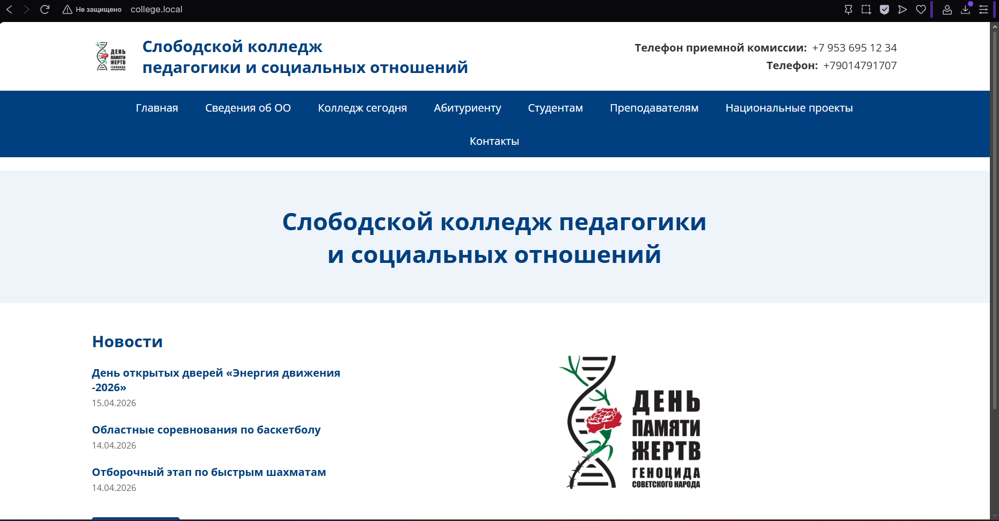 Не защищено college.local
ДЕНЬ
ПАМЯТИ
ЖЕРТВ
ГЕНОЦИДА
СОВЕТСКОГО НАРОДА
Слободской колледж
педагогики и социальных отношений
Телефон приемной комиссии: +7 953 695 12 34
Телефон: +79014791707
Главная Сведения об ОО Колледж сегодня Абитуриенту Студентам Преподавателям Национальные проекты
Контакты
Слободской колледж педагогики
и социальных отношений
Новости
День открытых дверей «Энергия движения
-2026»
15.04.2026
Областные соревнования по баскетболу
14.04.2026
Отборочный этап по быстрым шахматам
14.04.2026
ДЕНЬ
ПАМЯТИ
ЖЕРТВ
ГЕНОЦИДА
СОВЕТСКОГО НАРОДА